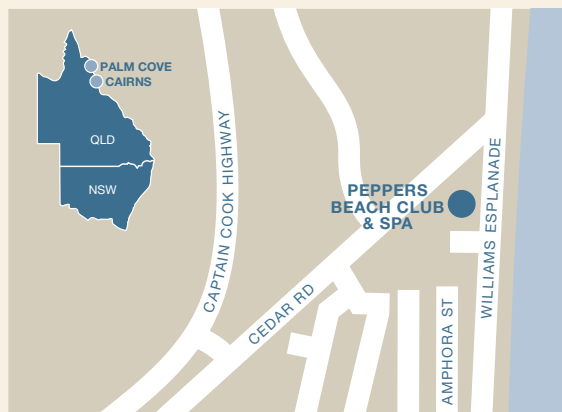 PALM COVE
CAIRNS
QLD
NSW
CAPTAIN COOK HIGHWAY
PEPPERS
BEACH CLUB
& SPA
WILLIAMS ESPLANADE
CEDAR RD
AMPHORA ST